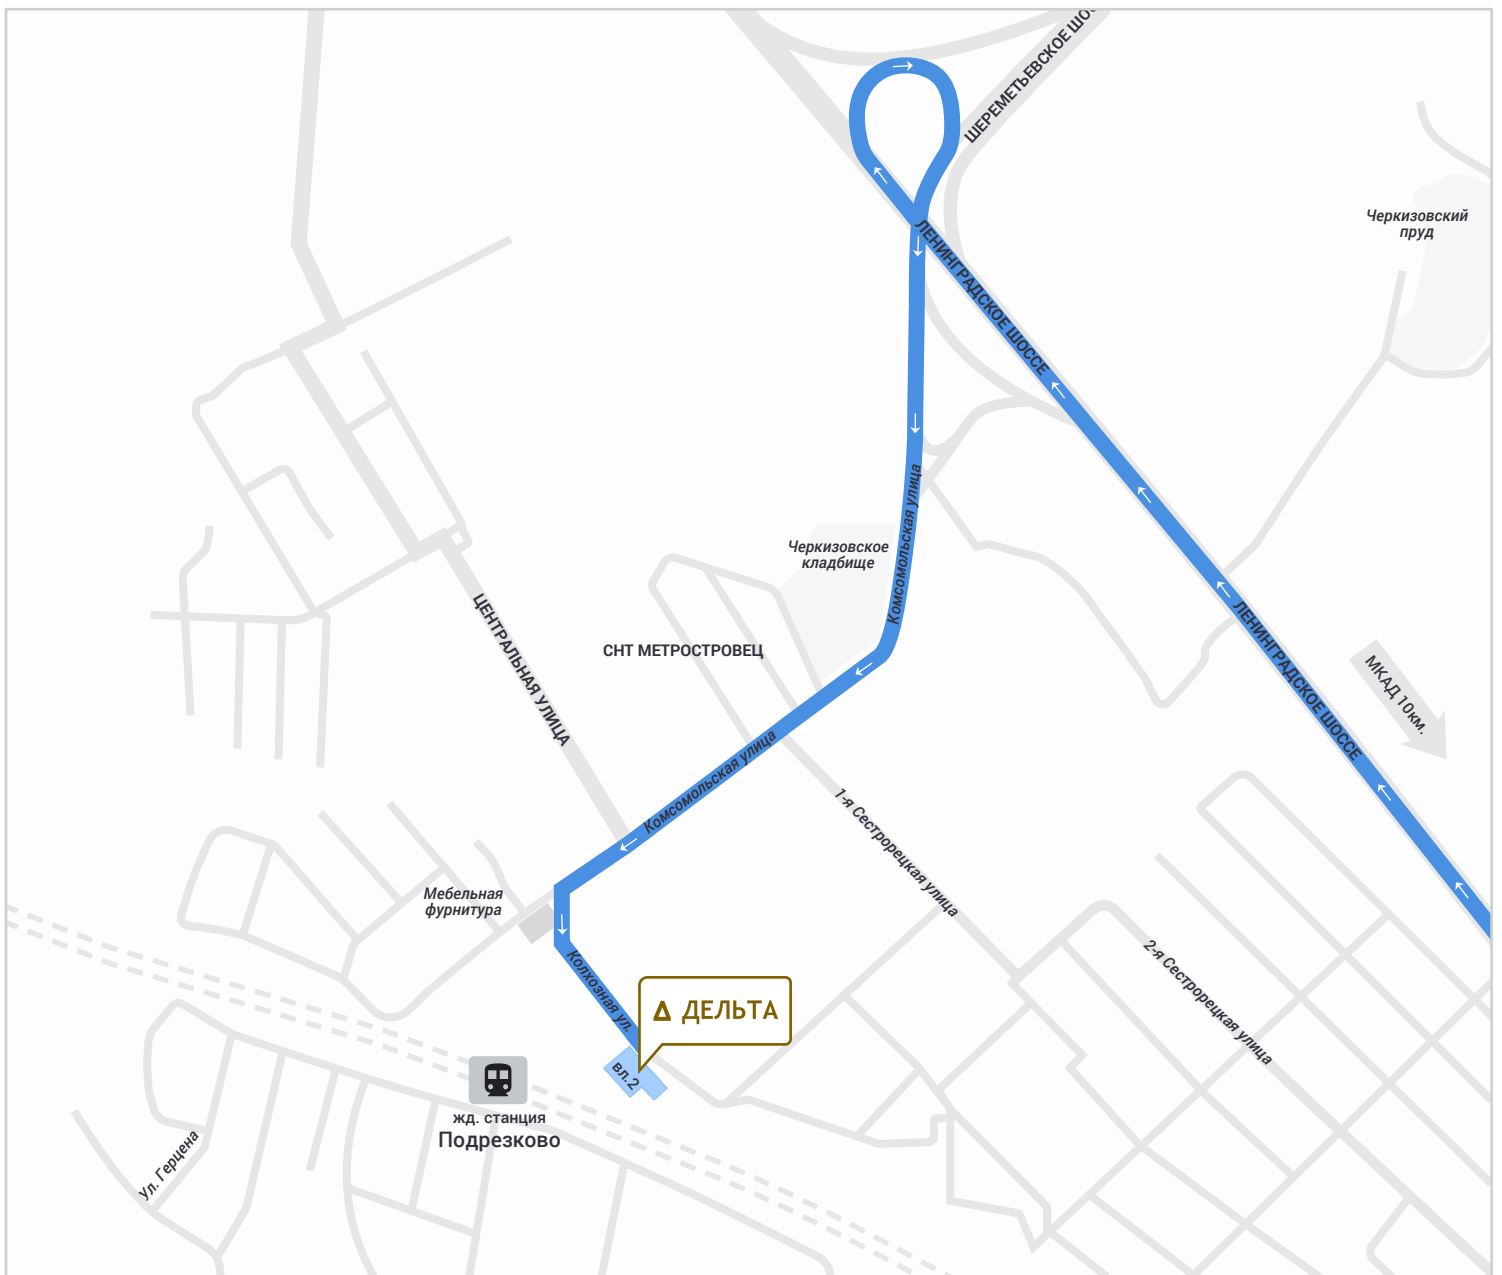 ШЕРЕМЕТЬЕВСКОЕ ШОС
Черкизовский
пруд
ЛЕНИНГРАДСКОЕ ШОССЕ
Комсомольская улица
Черкизовское
кладбище
ЦЕНТРАЛЬНАЯ УЛИЦА
СНТ МЕТРОСТРОВЕЦ
ЛЕНИНГРАДСКОЕ ШОССЕ
МКАД 10км.
Комсомольская улица
1-я Сестрорецкая улица
Мебельная
фурнитура
2-я Сестрорецкая улица
Колхозная ул.
Δ ДЕЛЬТА
вл.2
жд. станция
Подрезково
Ул. Герцена